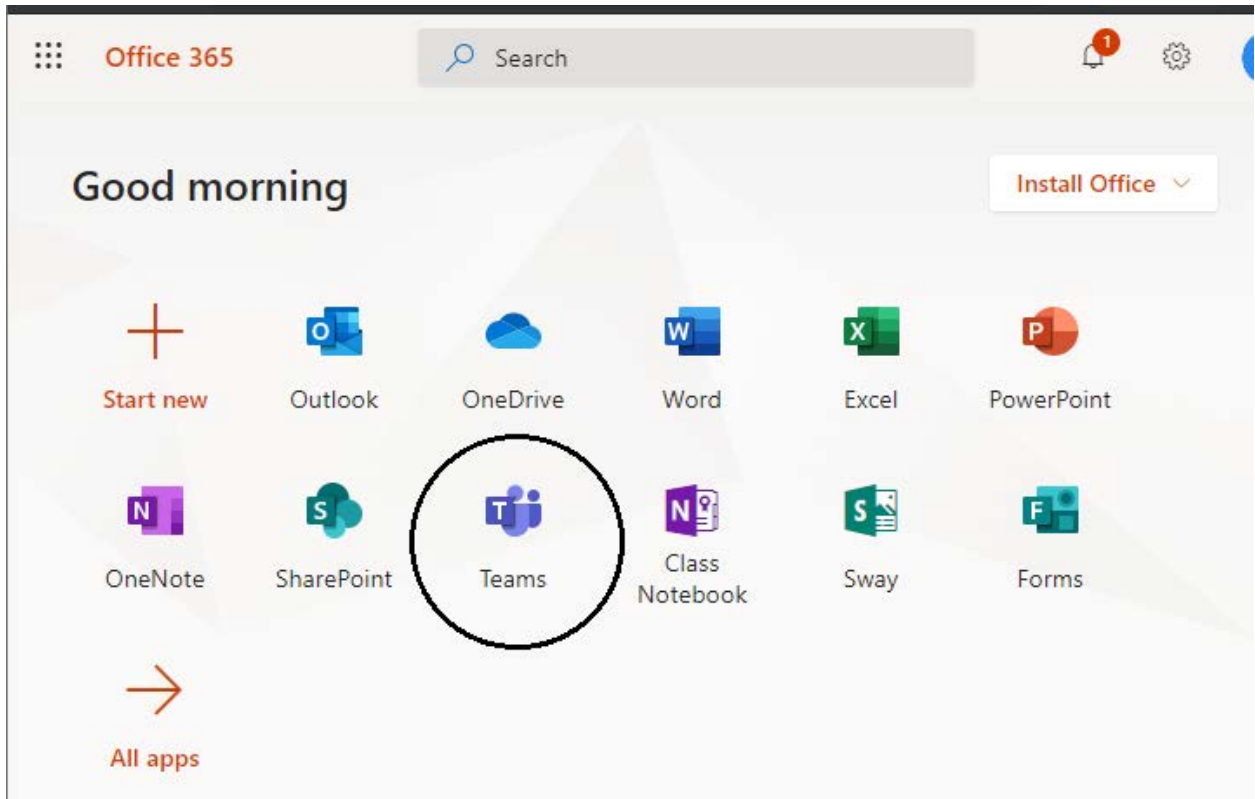 Office 365
Search
1
Good morning
Install Office
O
W
X
P
Start new
Outlook
OneDrive
Word
Excel
PowerPoint
N
S
T
N
S
F
OneNote
SharePoint
Teams
Class
Notebook
Sway
Forms
All apps